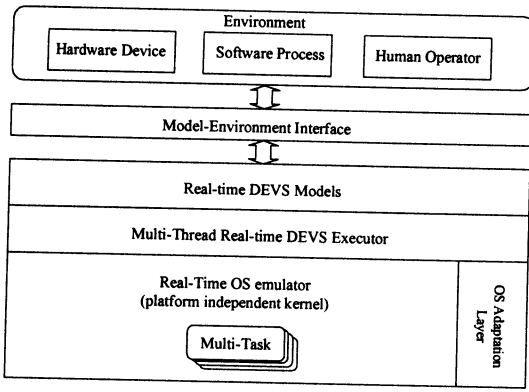 Environment
Hardware Device
Software Process
Human Operator
Model-Environment Interface
Real-time DEVS Models
Multi-Thread Real-time DEVS Executor
Real-Time OS emulator
(platform independent kernel)
Multi-Task
OS Adaptation
Layer